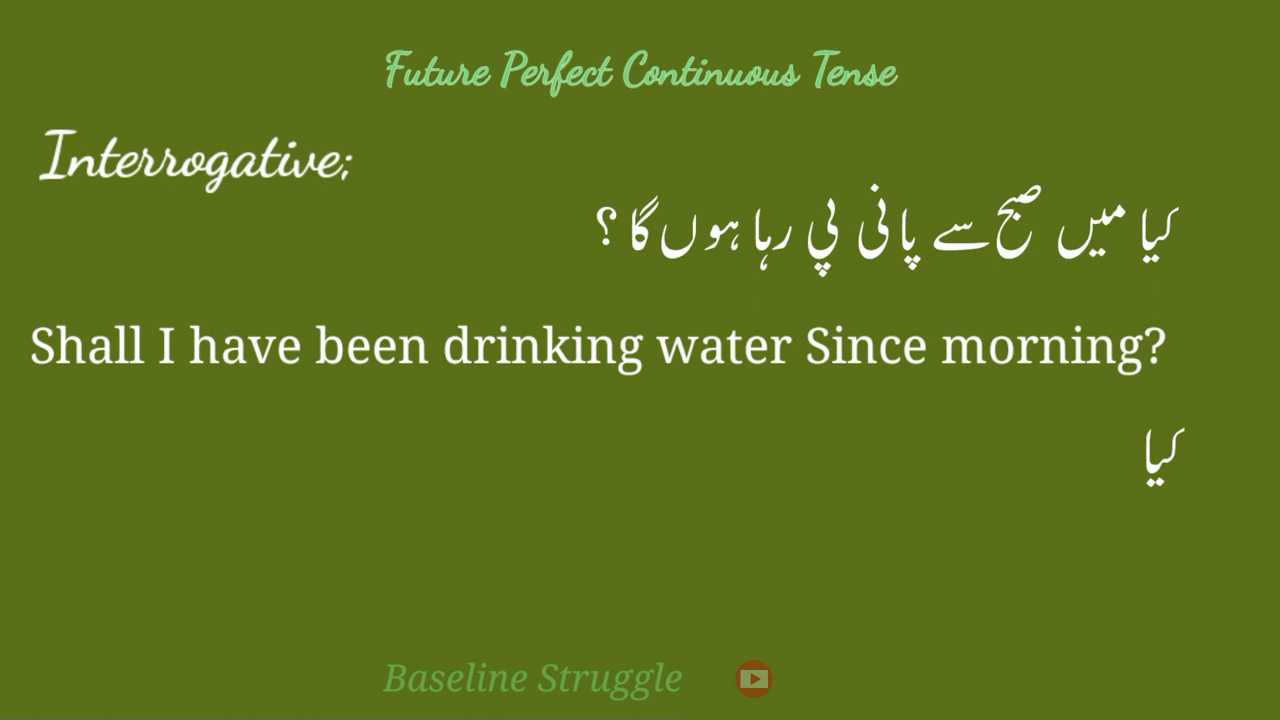 Future Perfect Continuous Tense
Interrogative;
کیا میں صبح سے پانی پی رہا ہوں گا ؟
Shall I have been drinking water Since morning?
کیا
Baseline Struggle